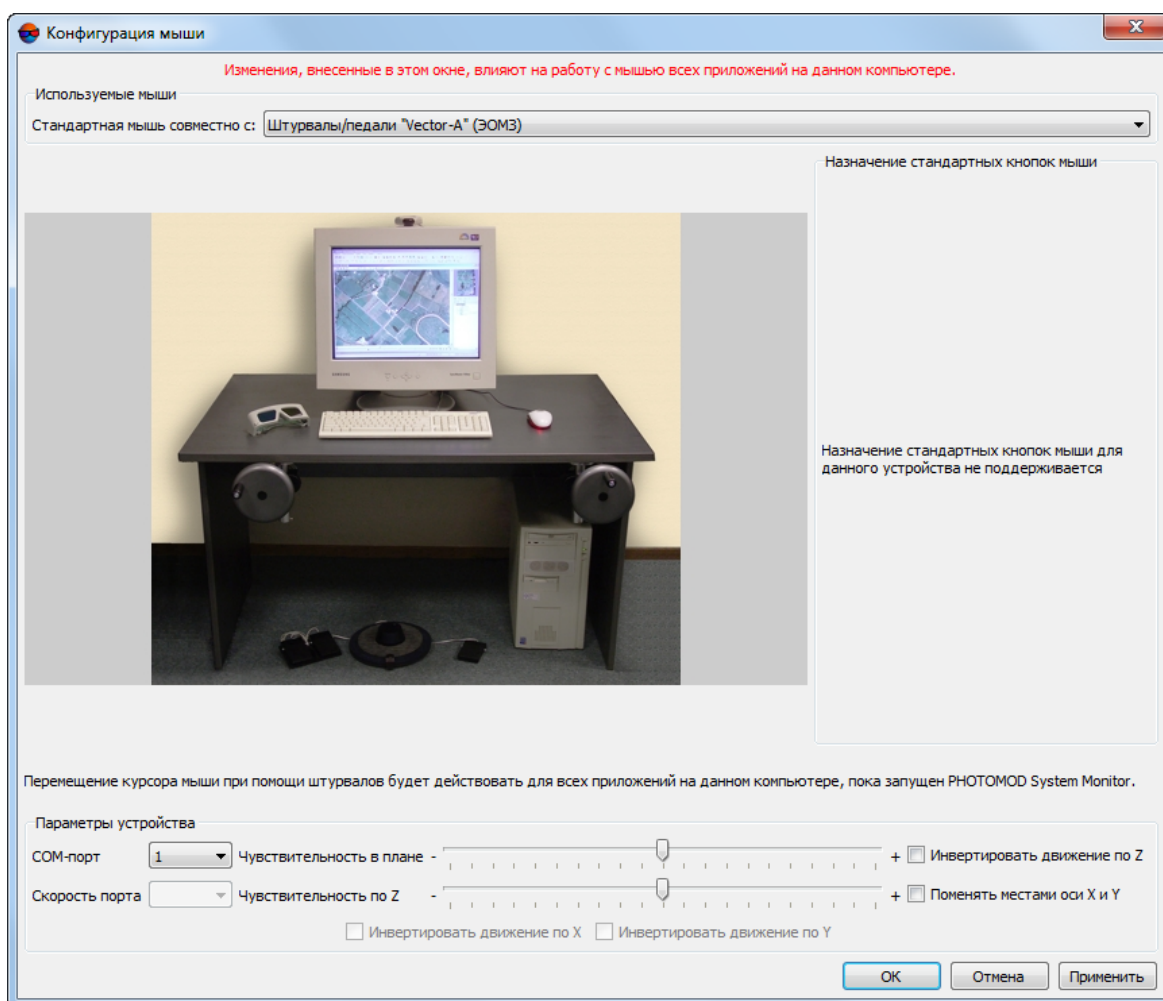 Конфигурация мыши
Изменения, внесенные в этом окне, влияют на работу с мышью всех приложений на данном компьютере.
Используемые мыши
Стандартная мышь совместно с: Штурвалы/педали "Vector-A" (ЭОМЗ)
Назначение стандартных кнопок мыши
Назначение стандартных кнопок мыши для
данного устройства не поддерживается
Перемещение курсора мыши при помощи штурвалов будет действовать для всех приложений на данном компьютере, пока запущен PHOTOMOD System Monitor.
Параметры устройства
COM-порт 1 Чувствительность в плане - + Инвертировать движение по Z
Скорость порта Чувствительность по Z - + Поменять местами оси X и Y
Инвертировать движение по X Инвертировать движение по Y
OK Отмена Применить